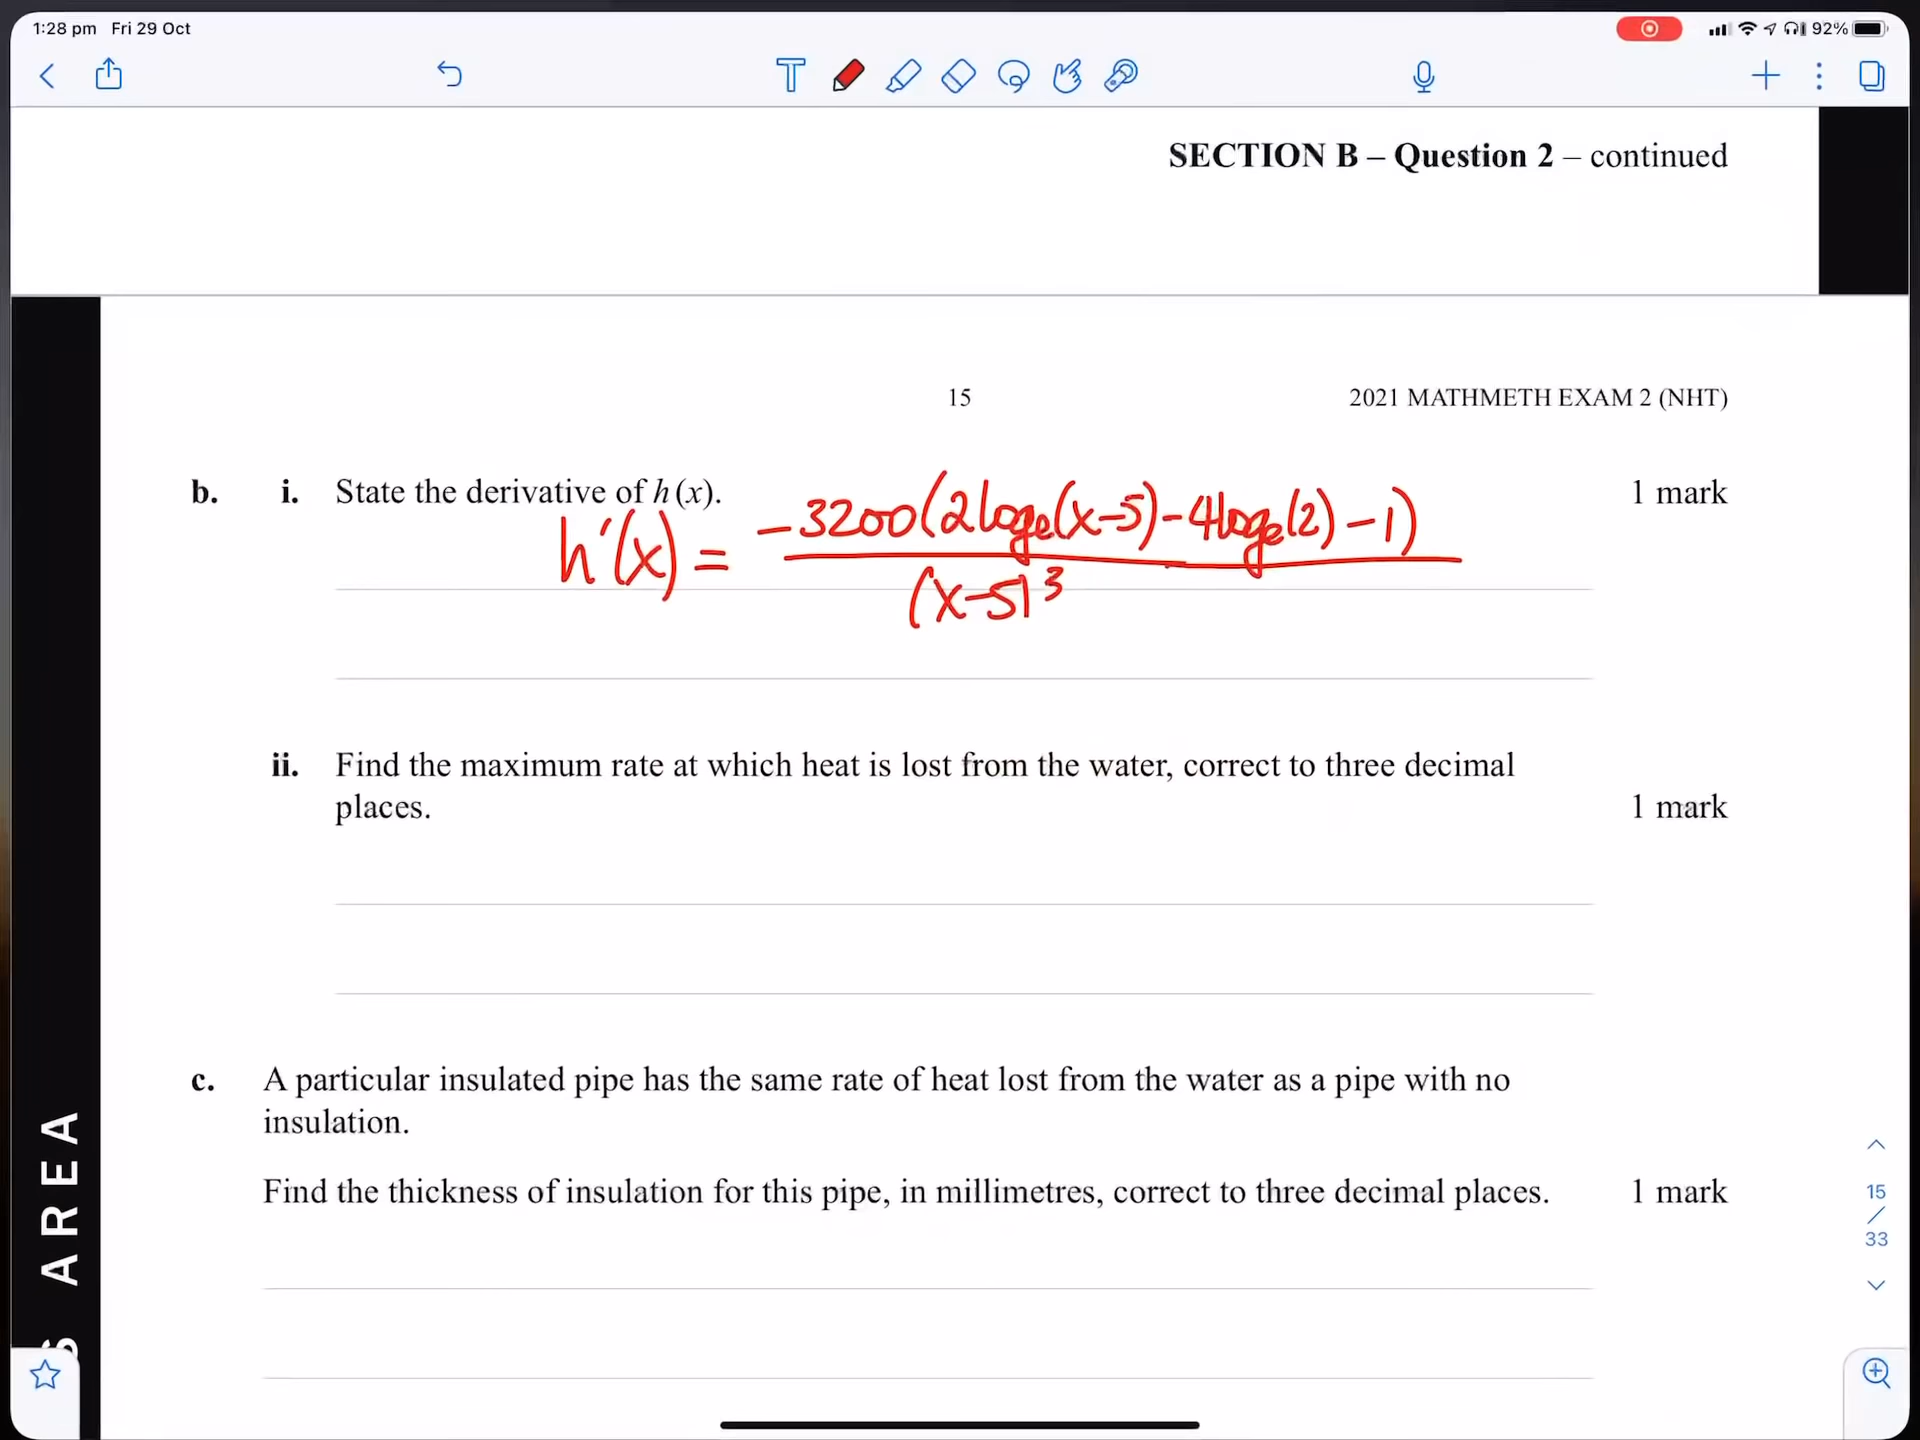 1:28 pm Fri 29 Oct
92%
SECTION B – Question 2 – continued
15
2021 MATHMETH EXAM 2 (NHT)
b. i. State the derivative of h(x). 1 mark
h'(x) = -3200(2loge(x-5)-4loge(2)-1)
(x-5)³
ii. Find the maximum rate at which heat is lost from the water, correct to three decimal
places. 1 mark
c. A particular insulated pipe has the same rate of heat lost from the water as a pipe with no
insulation.
Find the thickness of insulation for this pipe, in millimetres, correct to three decimal places. 1 mark
AREA
15
/
33